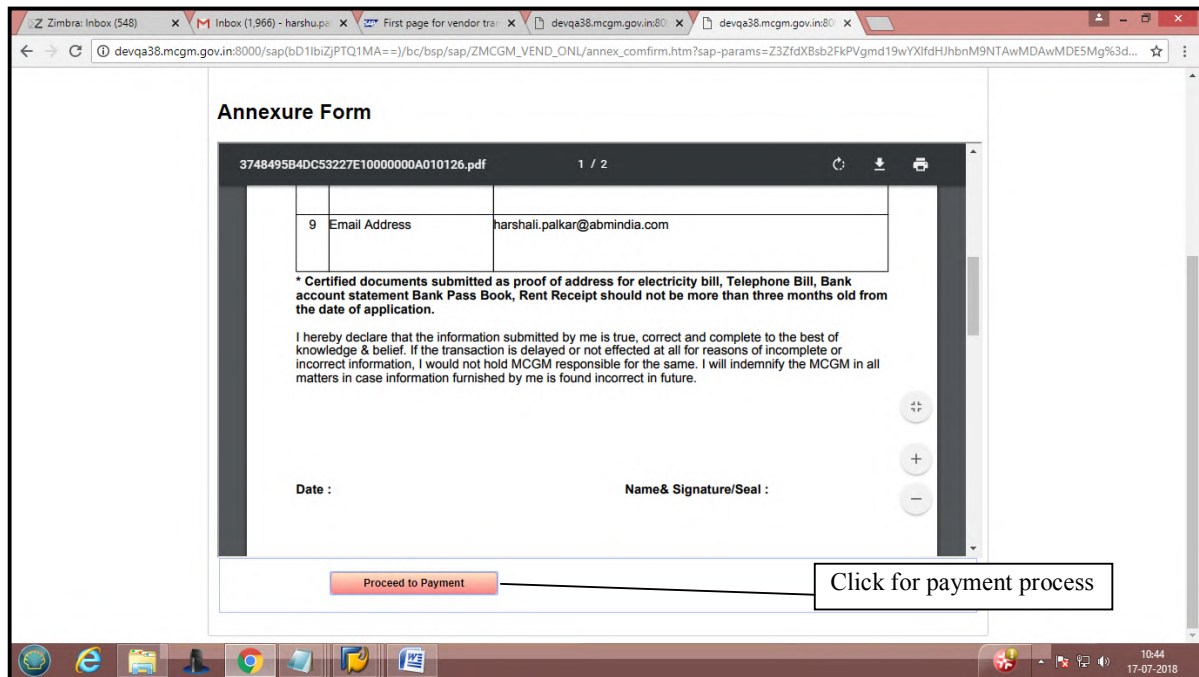 Zimbra: Inbox (548)
Inbox (1,966) - harshu.pa
First page for vendor tra
devqa38.mcgm.gov.in:80
devqa38.mcgm.gov.in:80
devqa38.mcgm.gov.in:8000/sap(bD1lbiZjPTQ1MA==)/bc/bsp/sap/ZMCGM_VEND_ONL/annex_comfirm.htm?sap-params=Z3ZfdXBsb2FkPVgmd19wYXlfdHJhbnM9NTAwMDAwMDE5Mg%3d...
Annexure Form
3748495B4DC53227E10000000A010126.pdf
1 / 2
9 Email Address harshali.palkar@abmindia.com
* Certified documents submitted as proof of address for electricity bill, Telephone Bill, Bank
account statement Bank Pass Book, Rent Receipt should not be more than three months old from
the date of application.
I hereby declare that the information submitted by me is true, correct and complete to the best of
knowledge & belief. If the transaction is delayed or not effected at all for reasons of incomplete or
incorrect information, I would not hold MCGM responsible for the same. I will indemnify the MCGM in all
matters in case information furnished by me is found incorrect in future.
Date :
Name& Signature/Seal :
Proceed to Payment
Click for payment process
10:44
17-07-2018